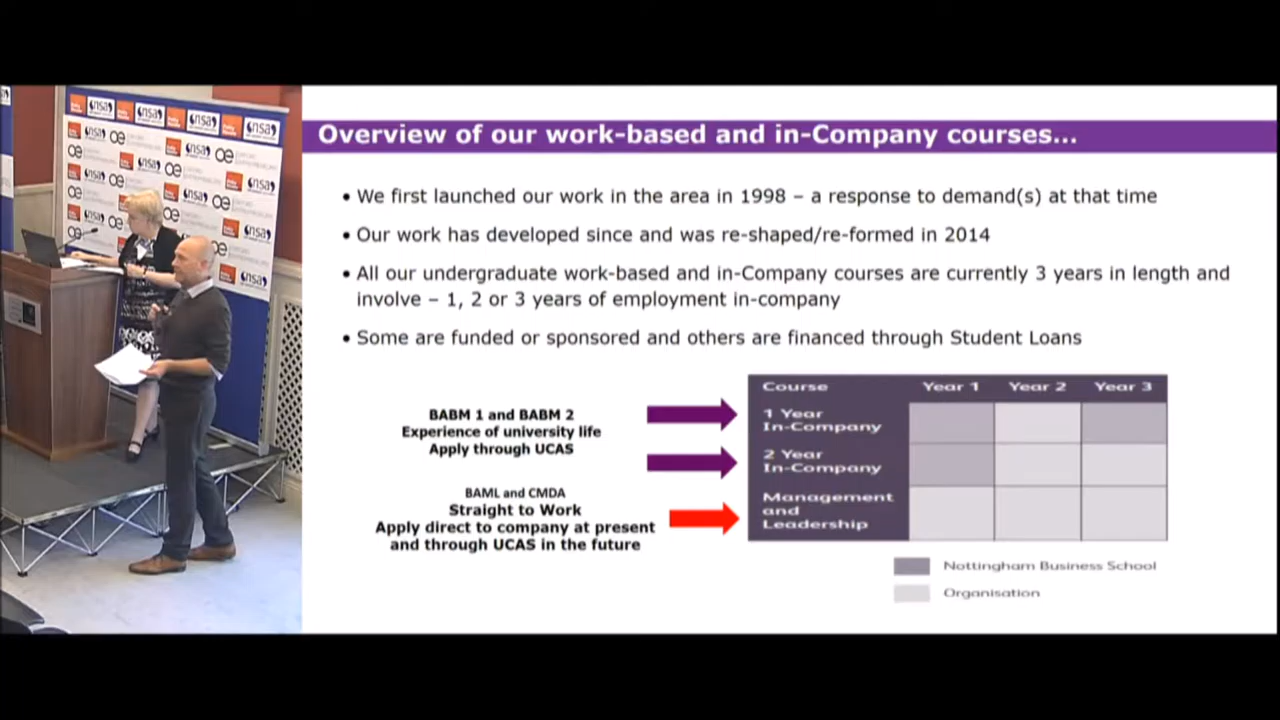 Overview of our work-based and in-Company courses...
• We first launched our work in the area in 1998 – a response to demand(s) at that time
• Our work has developed since and was re-shaped/re-formed in 2014
• All our undergraduate work-based and in-Company courses are currently 3 years in length and
involve – 1, 2 or 3 years of employment in-company
• Some are funded or sponsored and others are financed through Student Loans
BABM 1 and BABM 2
Experience of university life
Apply through UCAS
BAML and CMDA
Straight to Work
Apply direct to company at present
and through UCAS in the future
Course Year 1 Year 2 Year 3
1 Year
In-Company
2 Year
In-Company
Management
and
Leadership
Nottingham Business School
Organisation
nsa nsa nsa nsa
oe